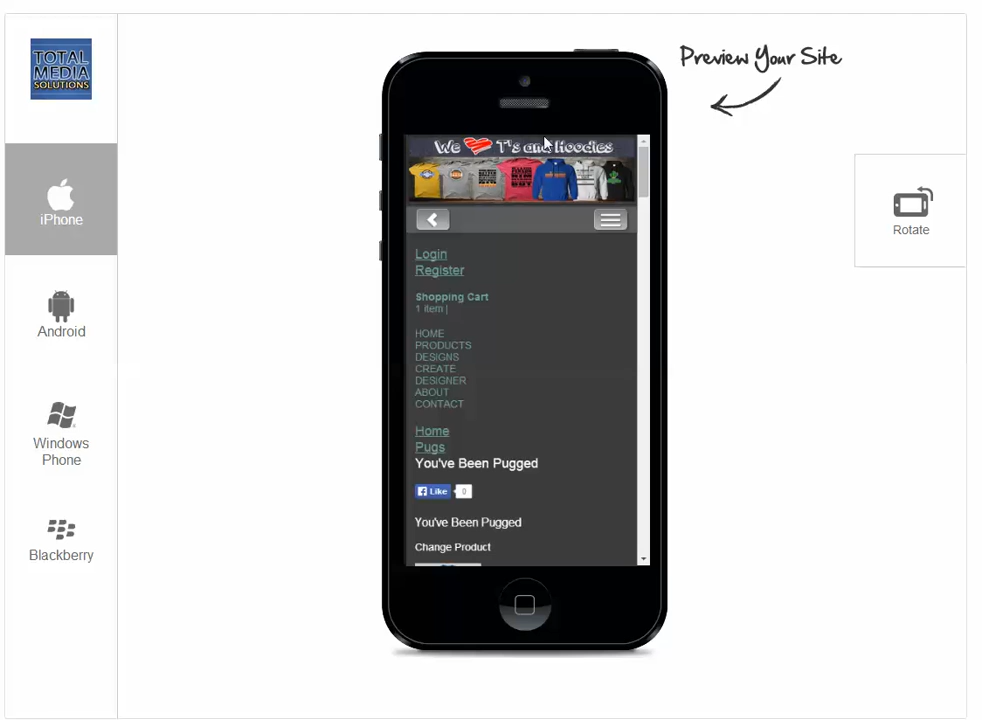 TOTAL
MEDIA
SOLUTIONS
iPhone
Android
Windows
Phone
Blackberry
Preview Your Site
Rotate
We T's and Hoodies
Login
Register
Shopping Cart
1 item |
HOME
PRODUCTS
DESIGNS
CREATE
DESIGNER
ABOUT
CONTACT
Home
Pugs
You've Been Pugged
Like 0
You've Been Pugged
Change Product